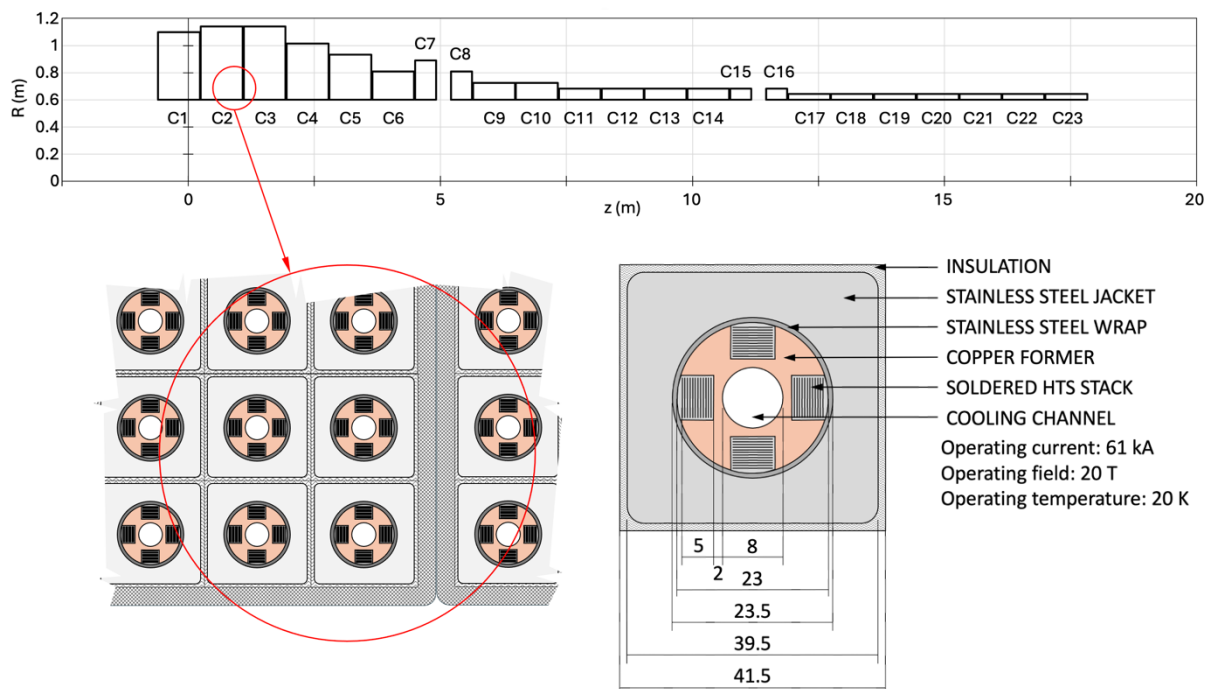 1.2
1
0.8
0.6
0.4
0.2
0
R (m)
C1 C2 C3 C4 C5 C6 C7 C8 C9 C10 C11 C12 C13 C14 C15 C16 C17 C18 C19 C20 C21 C22 C23
0 5 10 15 20
z (m)
INSULATION
STAINLESS STEEL JACKET
STAINLESS STEEL WRAP
COPPER FORMER
SOLDERED HTS STACK
COOLING CHANNEL
Operating current: 61 kA
Operating field: 20 T
Operating temperature: 20 K
5 8
2
23
23.5
39.5
41.5